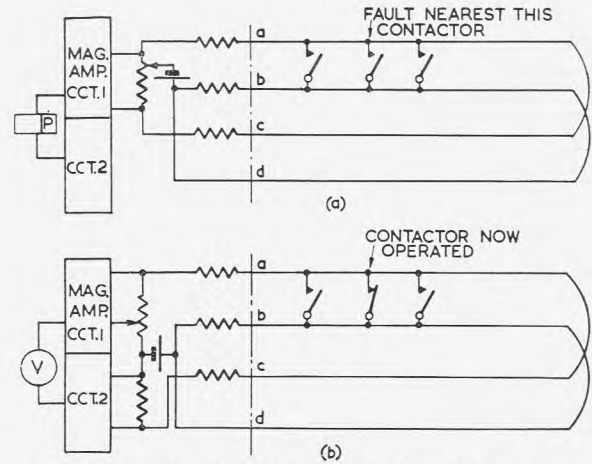 FAULT NEAREST THIS
CONTACTOR
a
MAG.
AMP.
CCT.1
b
P
c
CCT.2
d
(a)
CONTACTOR NOW
OPERATED
a
MAG.
AMP.
b
CCT.1
V
c
CCT.2
d
(b)